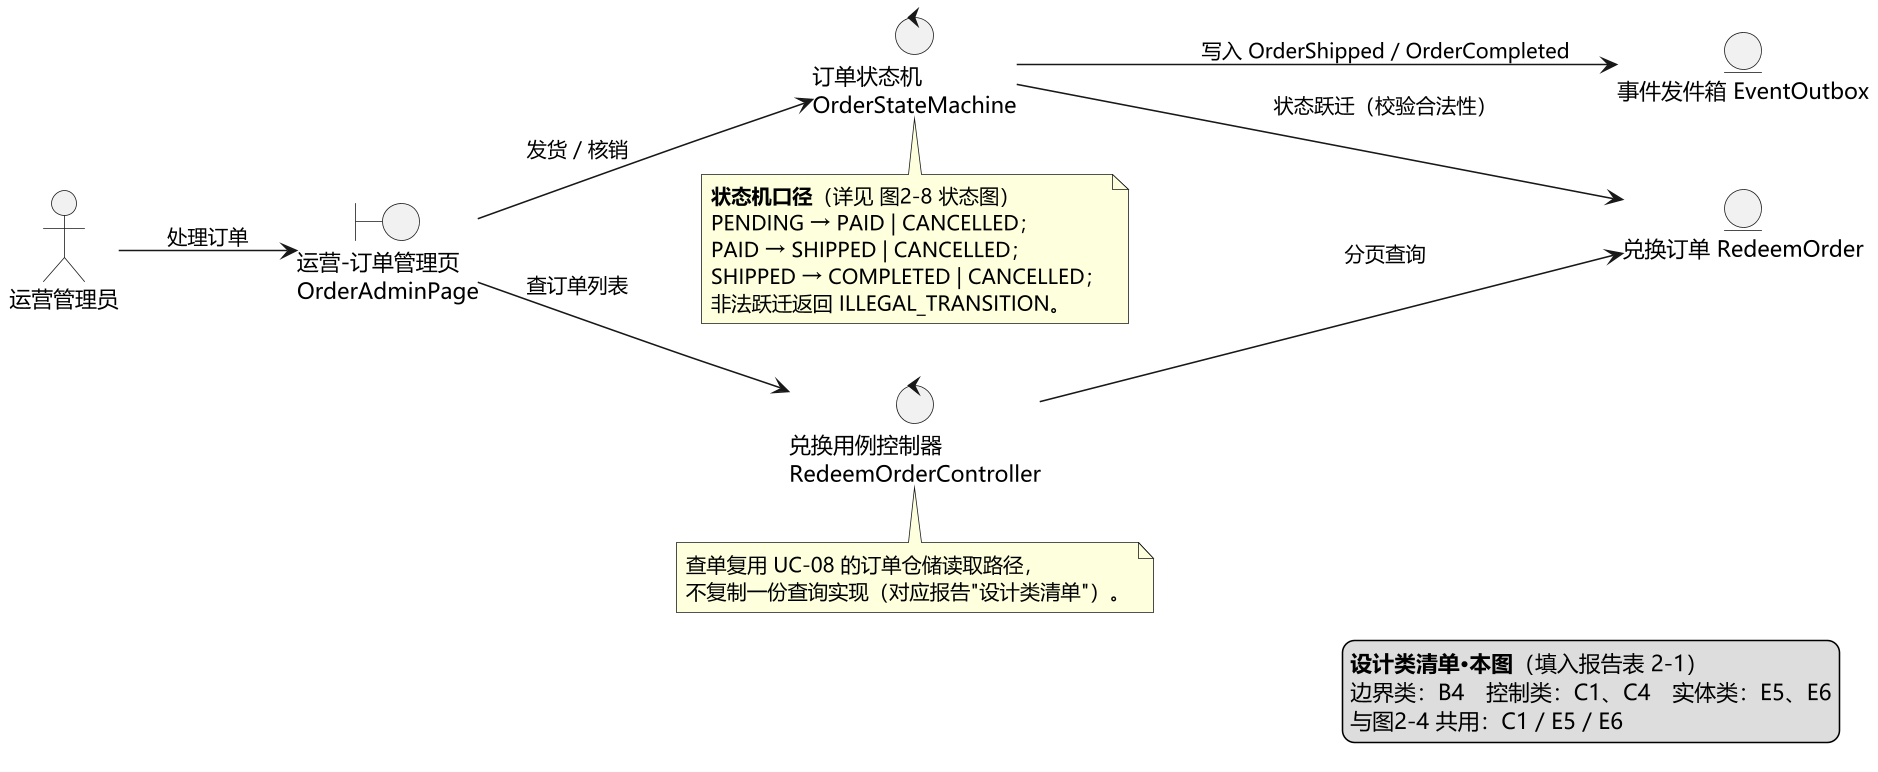 运营管理员
处理订单
运营-订单管理页
OrderAdminPage
发货 / 核销
查订单列表
订单状态机
OrderStateMachine
状态机口径（详见 图2-8 状态图）
PENDING → PAID | CANCELLED；
PAID → SHIPPED | CANCELLED；
SHIPPED → COMPLETED | CANCELLED；
非法跃迁返回 ILLEGAL_TRANSITION。
兑换用例控制器
RedeemOrderController
查单复用 UC-08 的订单仓储读取路径，
不复制一份查询实现（对应报告"设计类清单"）。
写入 OrderShipped / OrderCompleted
状态跃迁（校验合法性）
分页查询
事件发件箱 EventOutbox
兑换订单 RedeemOrder
设计类清单•本图（填入报告表 2-1）
边界类：B4　控制类：C1、C4　实体类：E5、E6
与图2-4 共用：C1 / E5 / E6